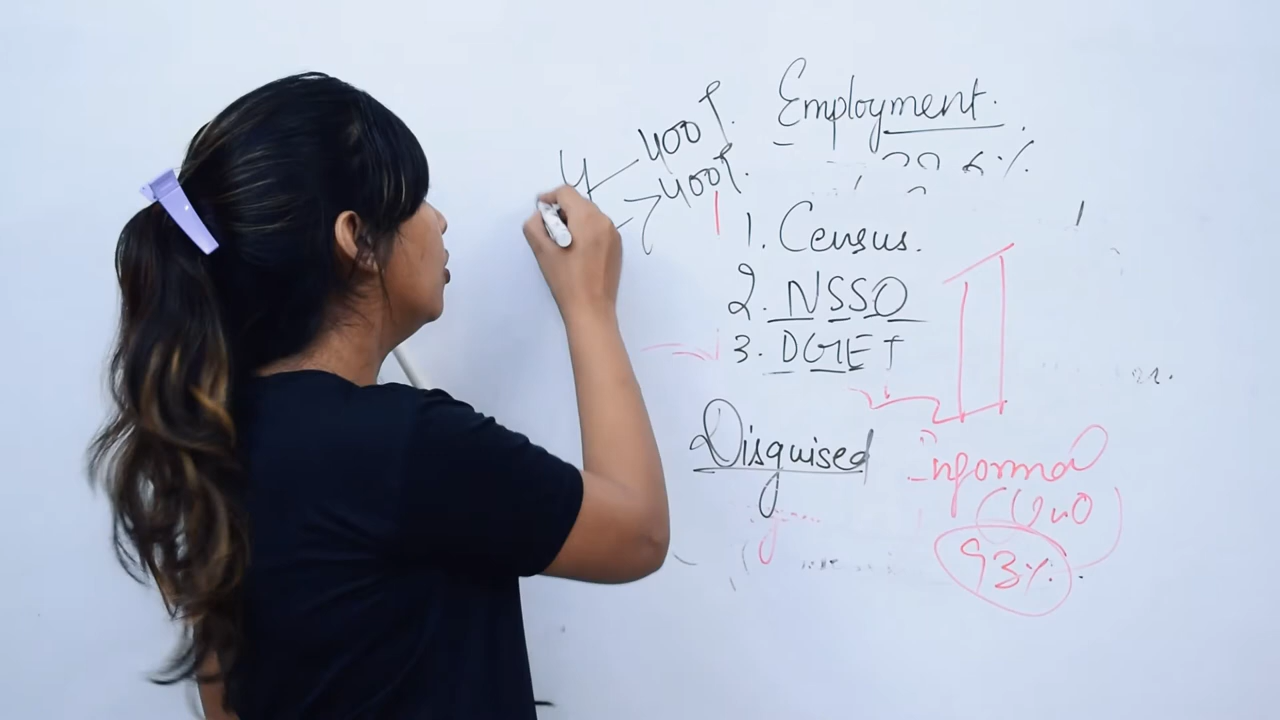 Employment.
400↑.
4
400↑.
1. Census.
2. NSSO
3. DGET
Disguised
Informal
93%.